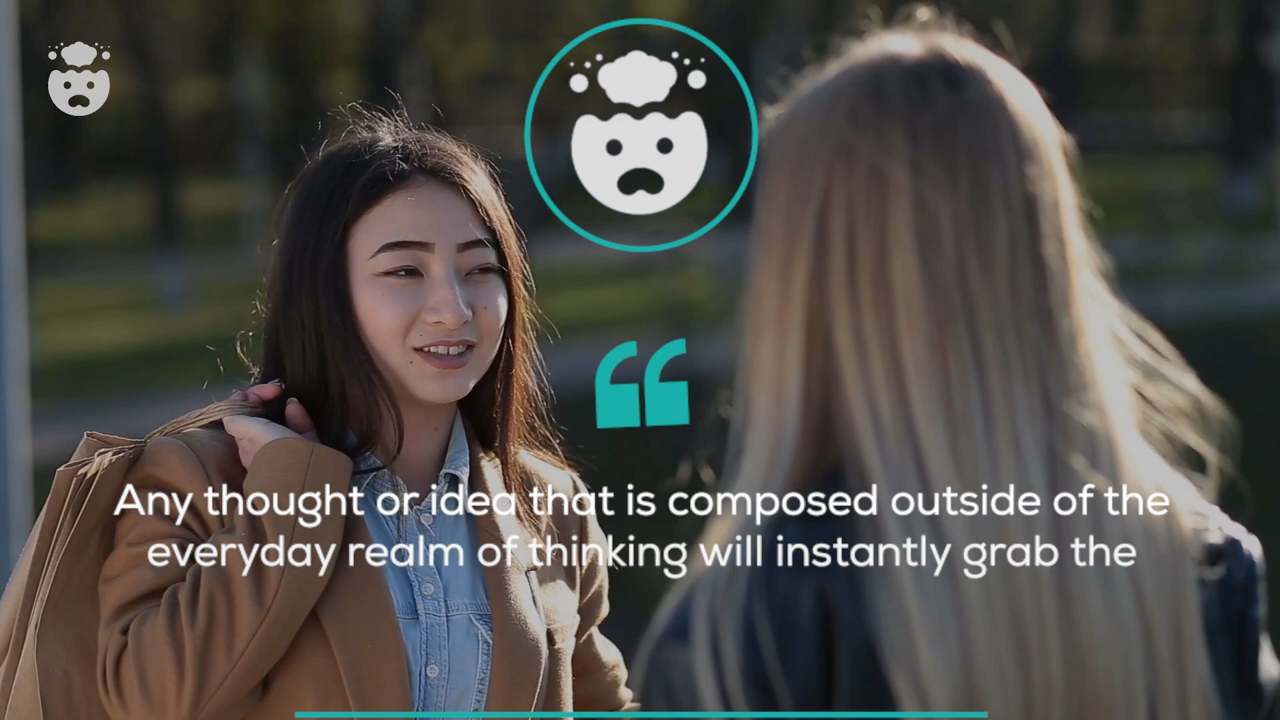 Any thought or idea that is composed outside of the
everyday realm of thinking will instantly grab the